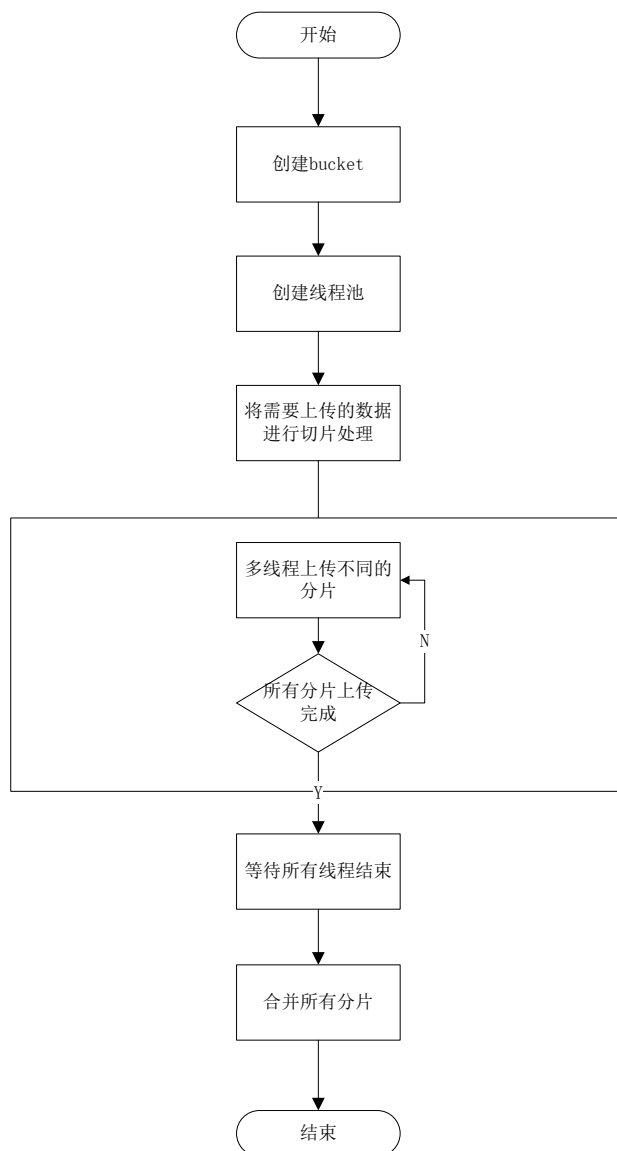 开始
创建bucket
创建线程池
将需要上传的数据
进行切片处理
多线程上传不同的
分片
N
所有分片上传
完成
Y
等待所有线程结束
合并所有分片
结束